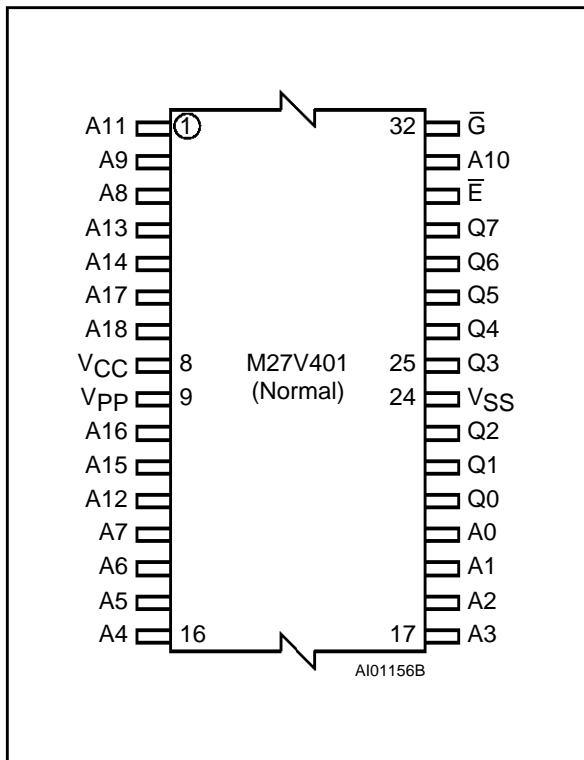 A11 1 32 G̅
A9 A10
A8 E̅
A13 Q7
A14 Q6
A17 Q5
A18 Q4
VCC 8 M27V401 25 Q3
VPP 9 (Normal) 24 VSS
A16 Q2
A15 Q1
A12 Q0
A7 A0
A6 A1
A5 A2
A4 16 17 A3
AI01156B